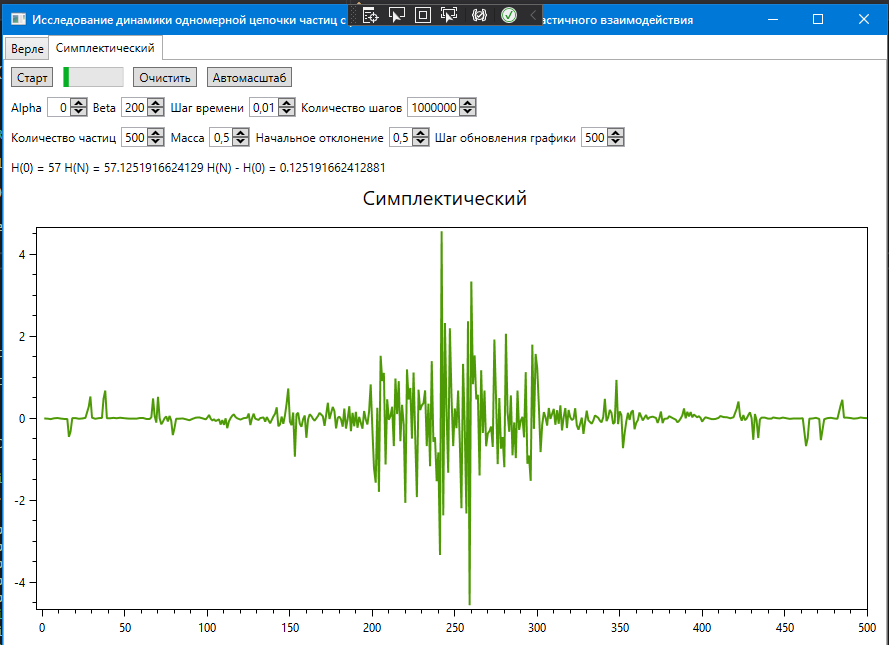 Исследование динамики одномерной цепочки частиц с
астичного взаимодействия
Верле Симплектический
Старт Очистить Автомасштаб
Alpha 0 Beta 200 Шаг времени 0,01 Количество шагов 1000000
Количество частиц 500 Масса 0,5 Начальное отклонение 0,5 Шаг обновления графики 500
H(0) = 57 H(N) = 57.1251916624129 H(N) - H(0) = 0.125191662412881
Симплектический
4
2
0
-2
-4
0 50 100 150 200 250 300 350 400 450 500